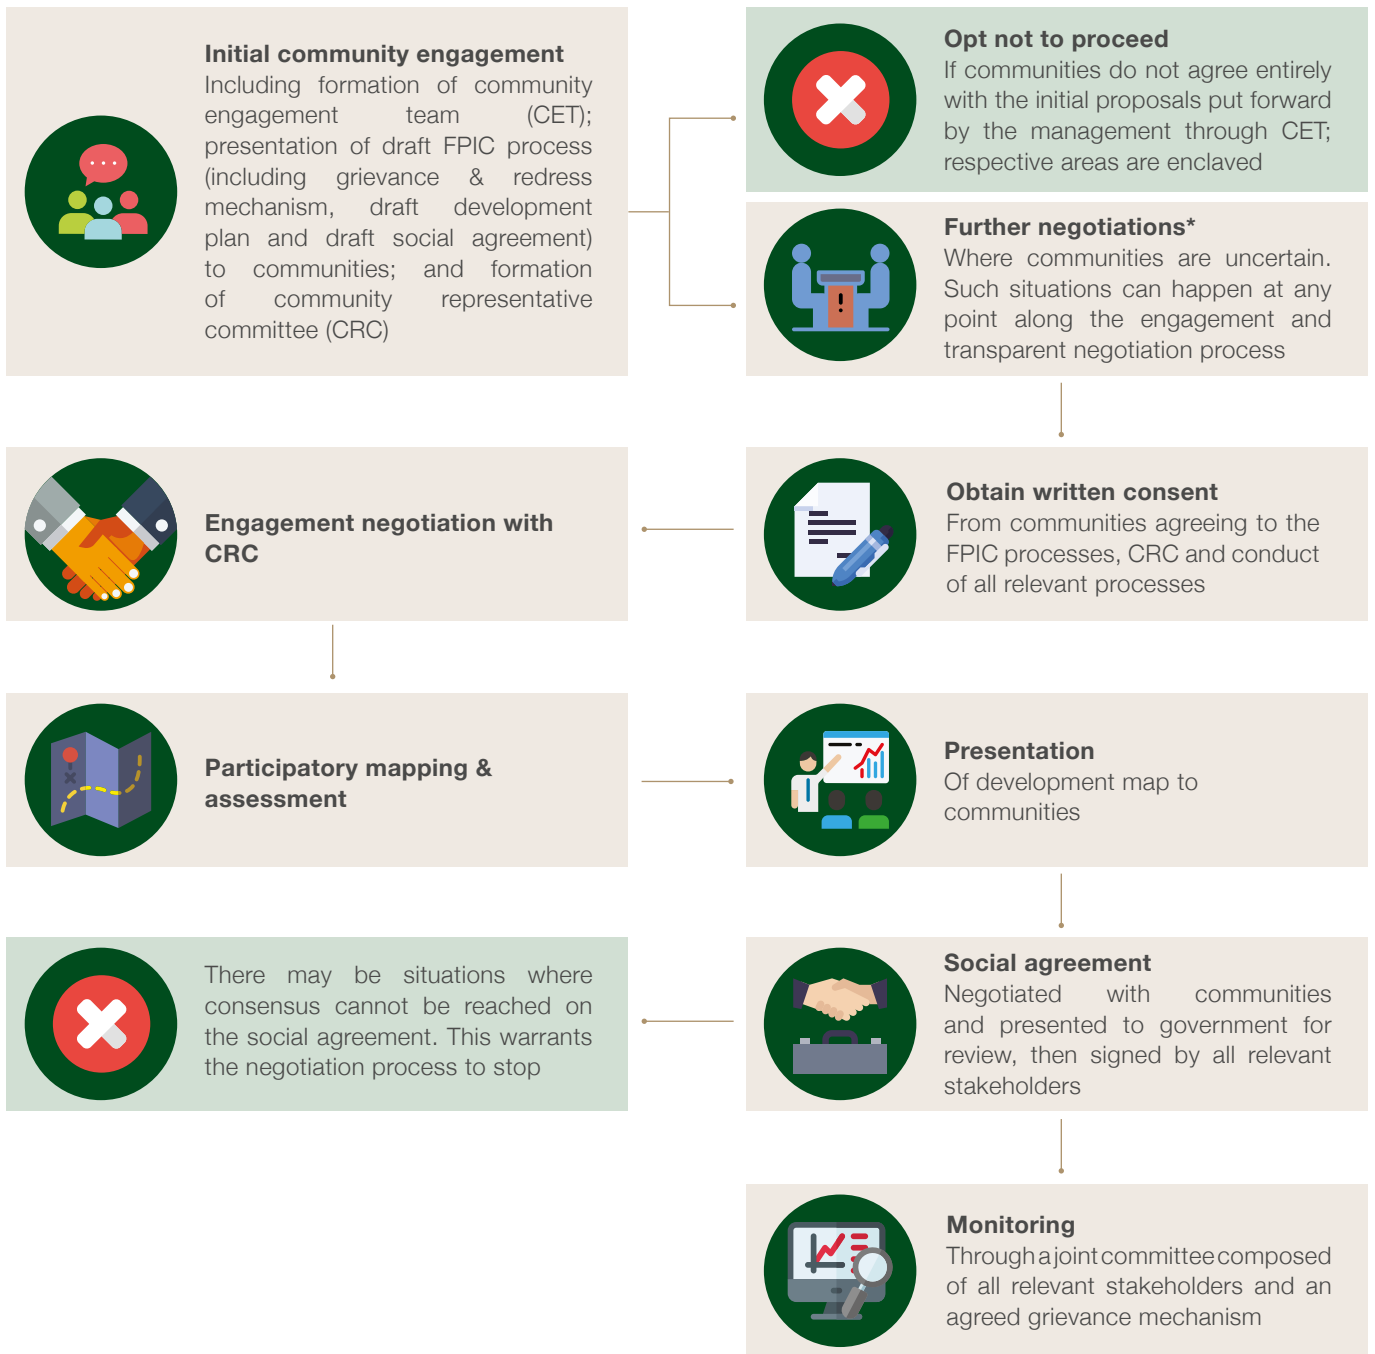 Initial community engagement
Including formation of community
engagement team (CET);
presentation of draft FPIC process
(including grievance & redress
mechanism, draft development
plan and draft social agreement)
to communities; and formation
of community representative
committee (CRC)
Opt not to proceed
If communities do not agree entirely
with the initial proposals put forward
by the management through CET;
respective areas are enclaved
Further negotiations*
Where communities are uncertain.
Such situations can happen at any
point along the engagement and
transparent negotiation process
Obtain written consent
From communities agreeing to the
FPIC processes, CRC and conduct
of all relevant processes
Engagement negotiation with
CRC
Participatory mapping &
assessment
Presentation
Of development map to
communities
Social agreement
Negotiated with communities
and presented to government for
review, then signed by all relevant
stakeholders
There may be situations where
consensus cannot be reached on
the social agreement. This warrants
the negotiation process to stop
Monitoring
Through a joint committee composed
of all relevant stakeholders and an
agreed grievance mechanism